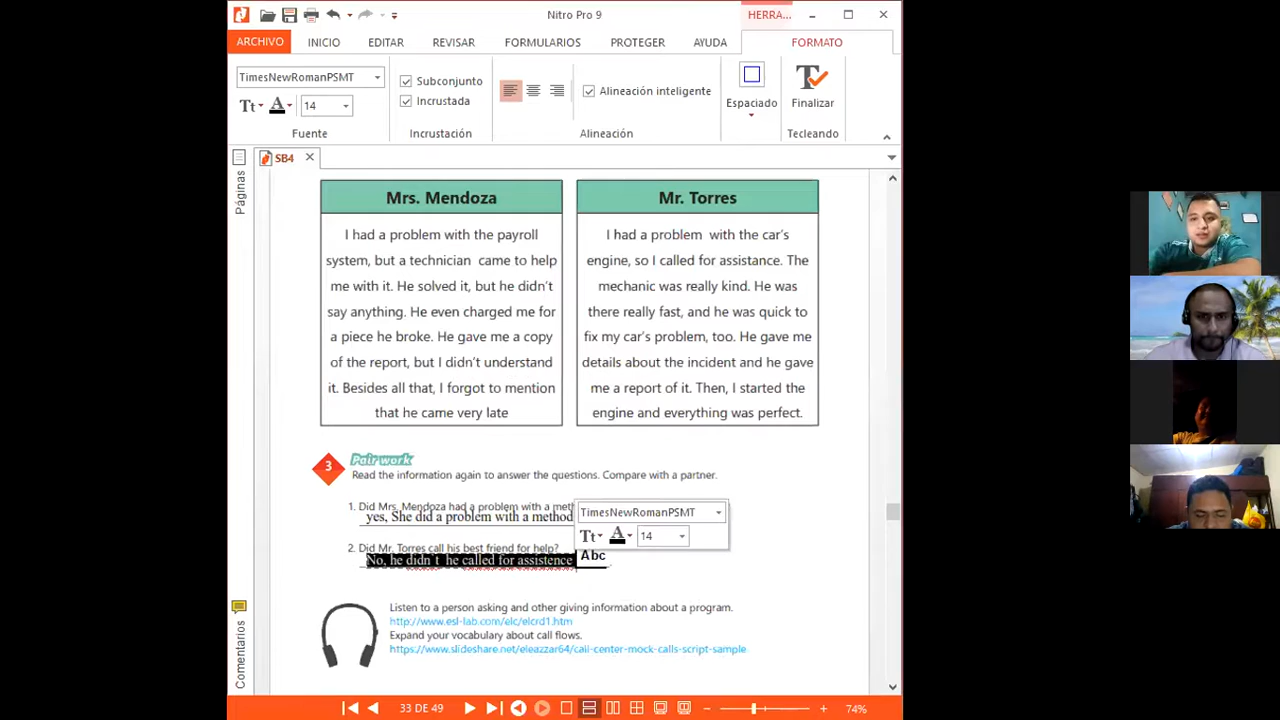 Nitro Pro 9
HERRA...
ARCHIVO
INICIO
EDITAR
REVISAR
FORMULARIOS
PROTEGER
AYUDA
FORMATO
TimesNewRomanPSMT
Subconjunto
Alineación inteligente
Espaciado
Finalizar
Tt
A
14
Incrustada
Fuente
Incrustación
Alineación
Tecleando
SB4
Páginas
Mrs. Mendoza
I had a problem with the payroll
system, but a technician came to help
me with it. He solved it, but he didn't
say anything. He even charged me for
a piece he broke. He gave me a copy
of the report, but I didn't understand
it. Besides all that, I forgot to mention
that he came very late
Mr. Torres
I had a problem with the car's
engine, so I called for assistance. The
mechanic was really kind. He was
there really fast, and he was quick to
fix my car's problem, too. He gave me
details about the incident and he gave
me a report of it. Then, I started the
engine and everything was perfect.
3
Pair work
Read the information again to answer the questions. Compare with a partner.
1. Did Mrs. Mendoza had a problem with a meth
yes, She did a problem with a method
TimesNewRomanPSMT
Tt
A
14
2. Did Mr. Torres call his best friend for help?
No, he didn't he called for assistence
Abc
Listen to a person asking and other giving information about a program.
http://www.esl-lab.com/elc/elcrd1.htm
Expand your vocabulary about call flows.
https://www.slideshare.net/eleazzar64/call-center-mock-calls-script-sample
Comentarios
33 DE 49
74%